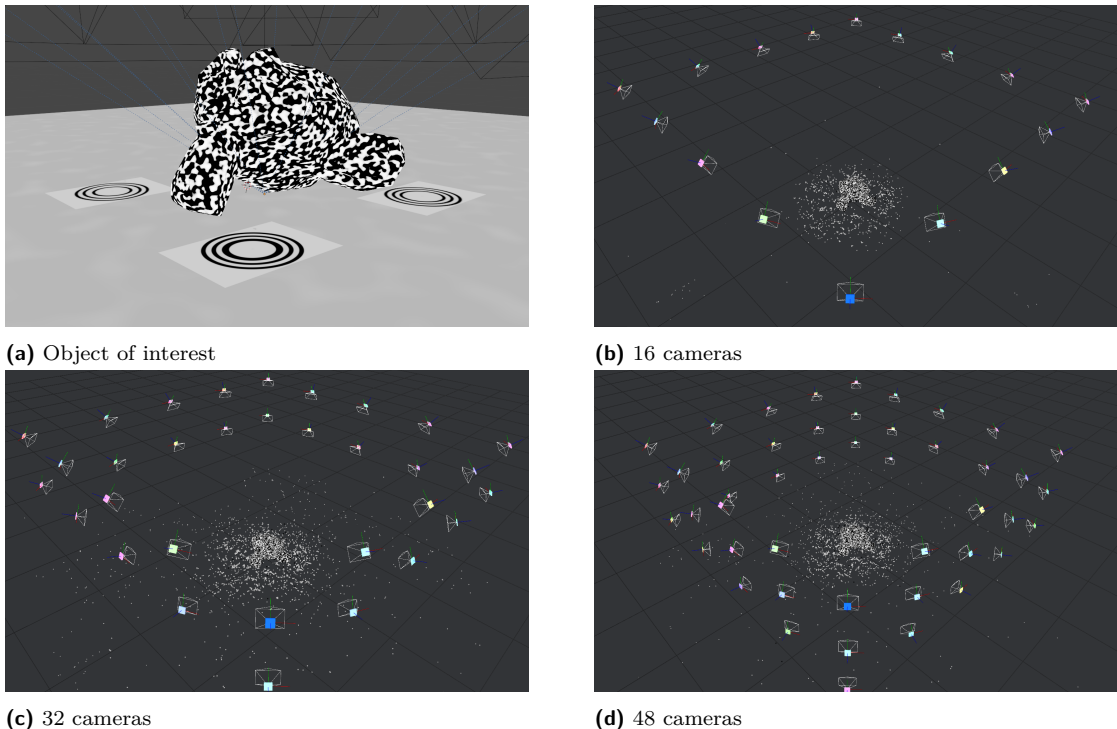 (a) Object of interest
(b) 16 cameras
(c) 32 cameras
(d) 48 cameras